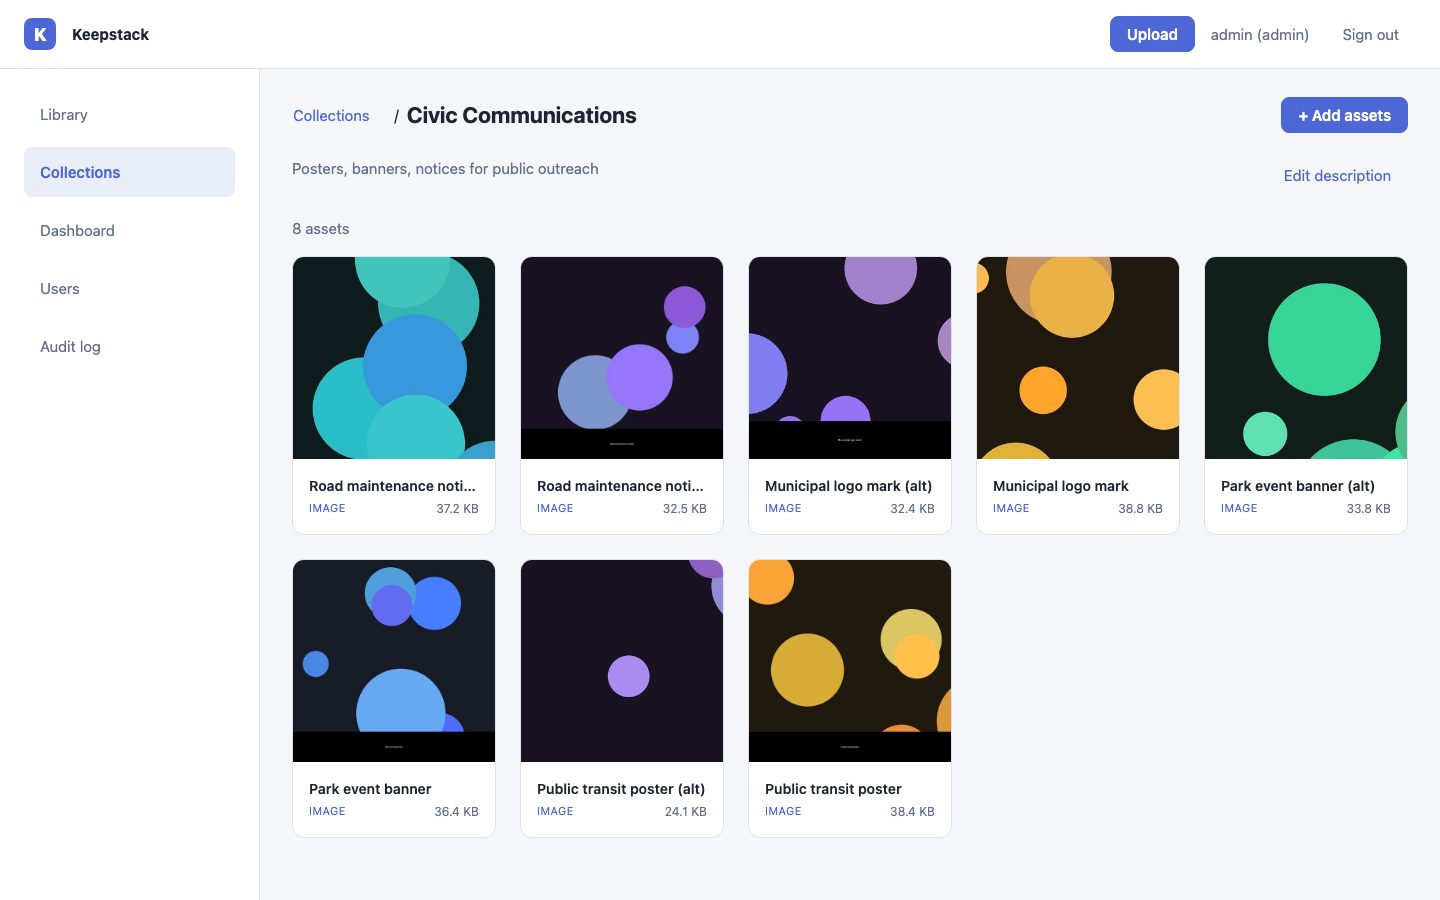 K Keepstack
Upload admin (admin) Sign out
Library
Collections
Dashboard
Users
Audit log
Collections / Civic Communications
+ Add assets
Posters, banners, notices for public outreach
Edit description
8 assets
Road maintenance noti...
IMAGE 37.2 KB
Road maintenance noti...
IMAGE 32.5 KB
Municipal logo mark (alt)
IMAGE 32.4 KB
Municipal logo mark
IMAGE 38.8 KB
Park event banner (alt)
IMAGE 33.8 KB
Park event banner
IMAGE 36.4 KB
Public transit poster (alt)
IMAGE 24.1 KB
Public transit poster
IMAGE 38.4 KB